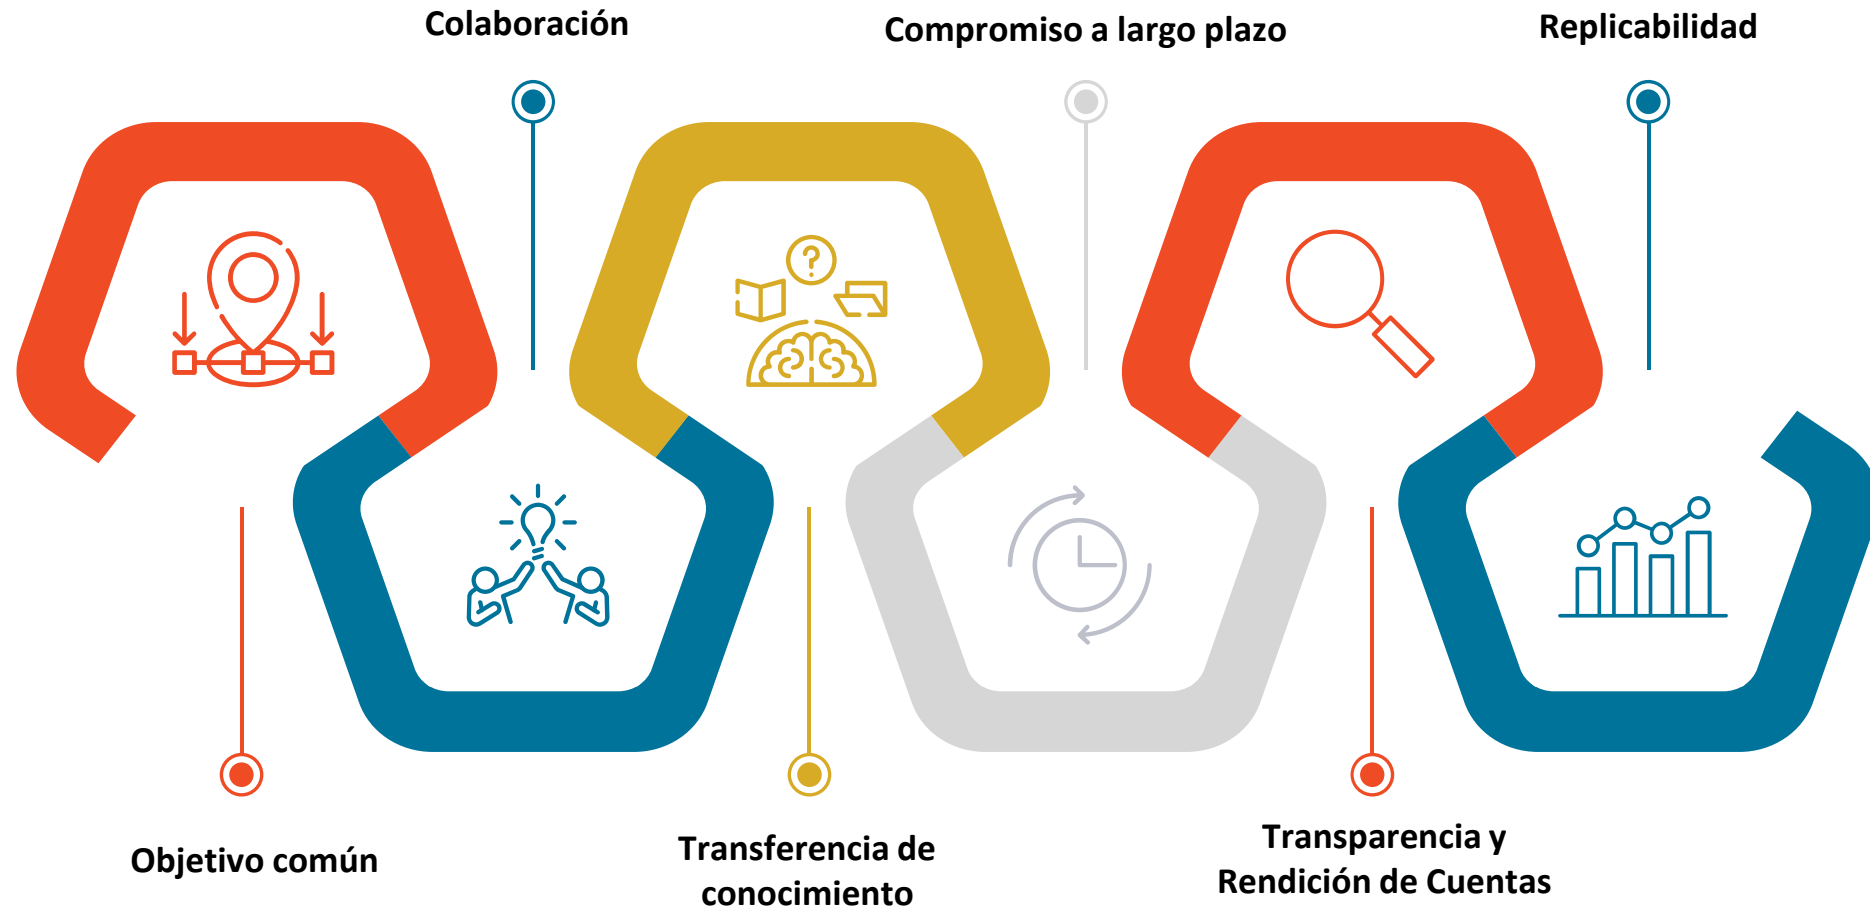 Colaboración
Compromiso a largo plazo
Replicabilidad
?
Objetivo común
Transferencia de
conocimiento
Transparencia y
Rendición de Cuentas